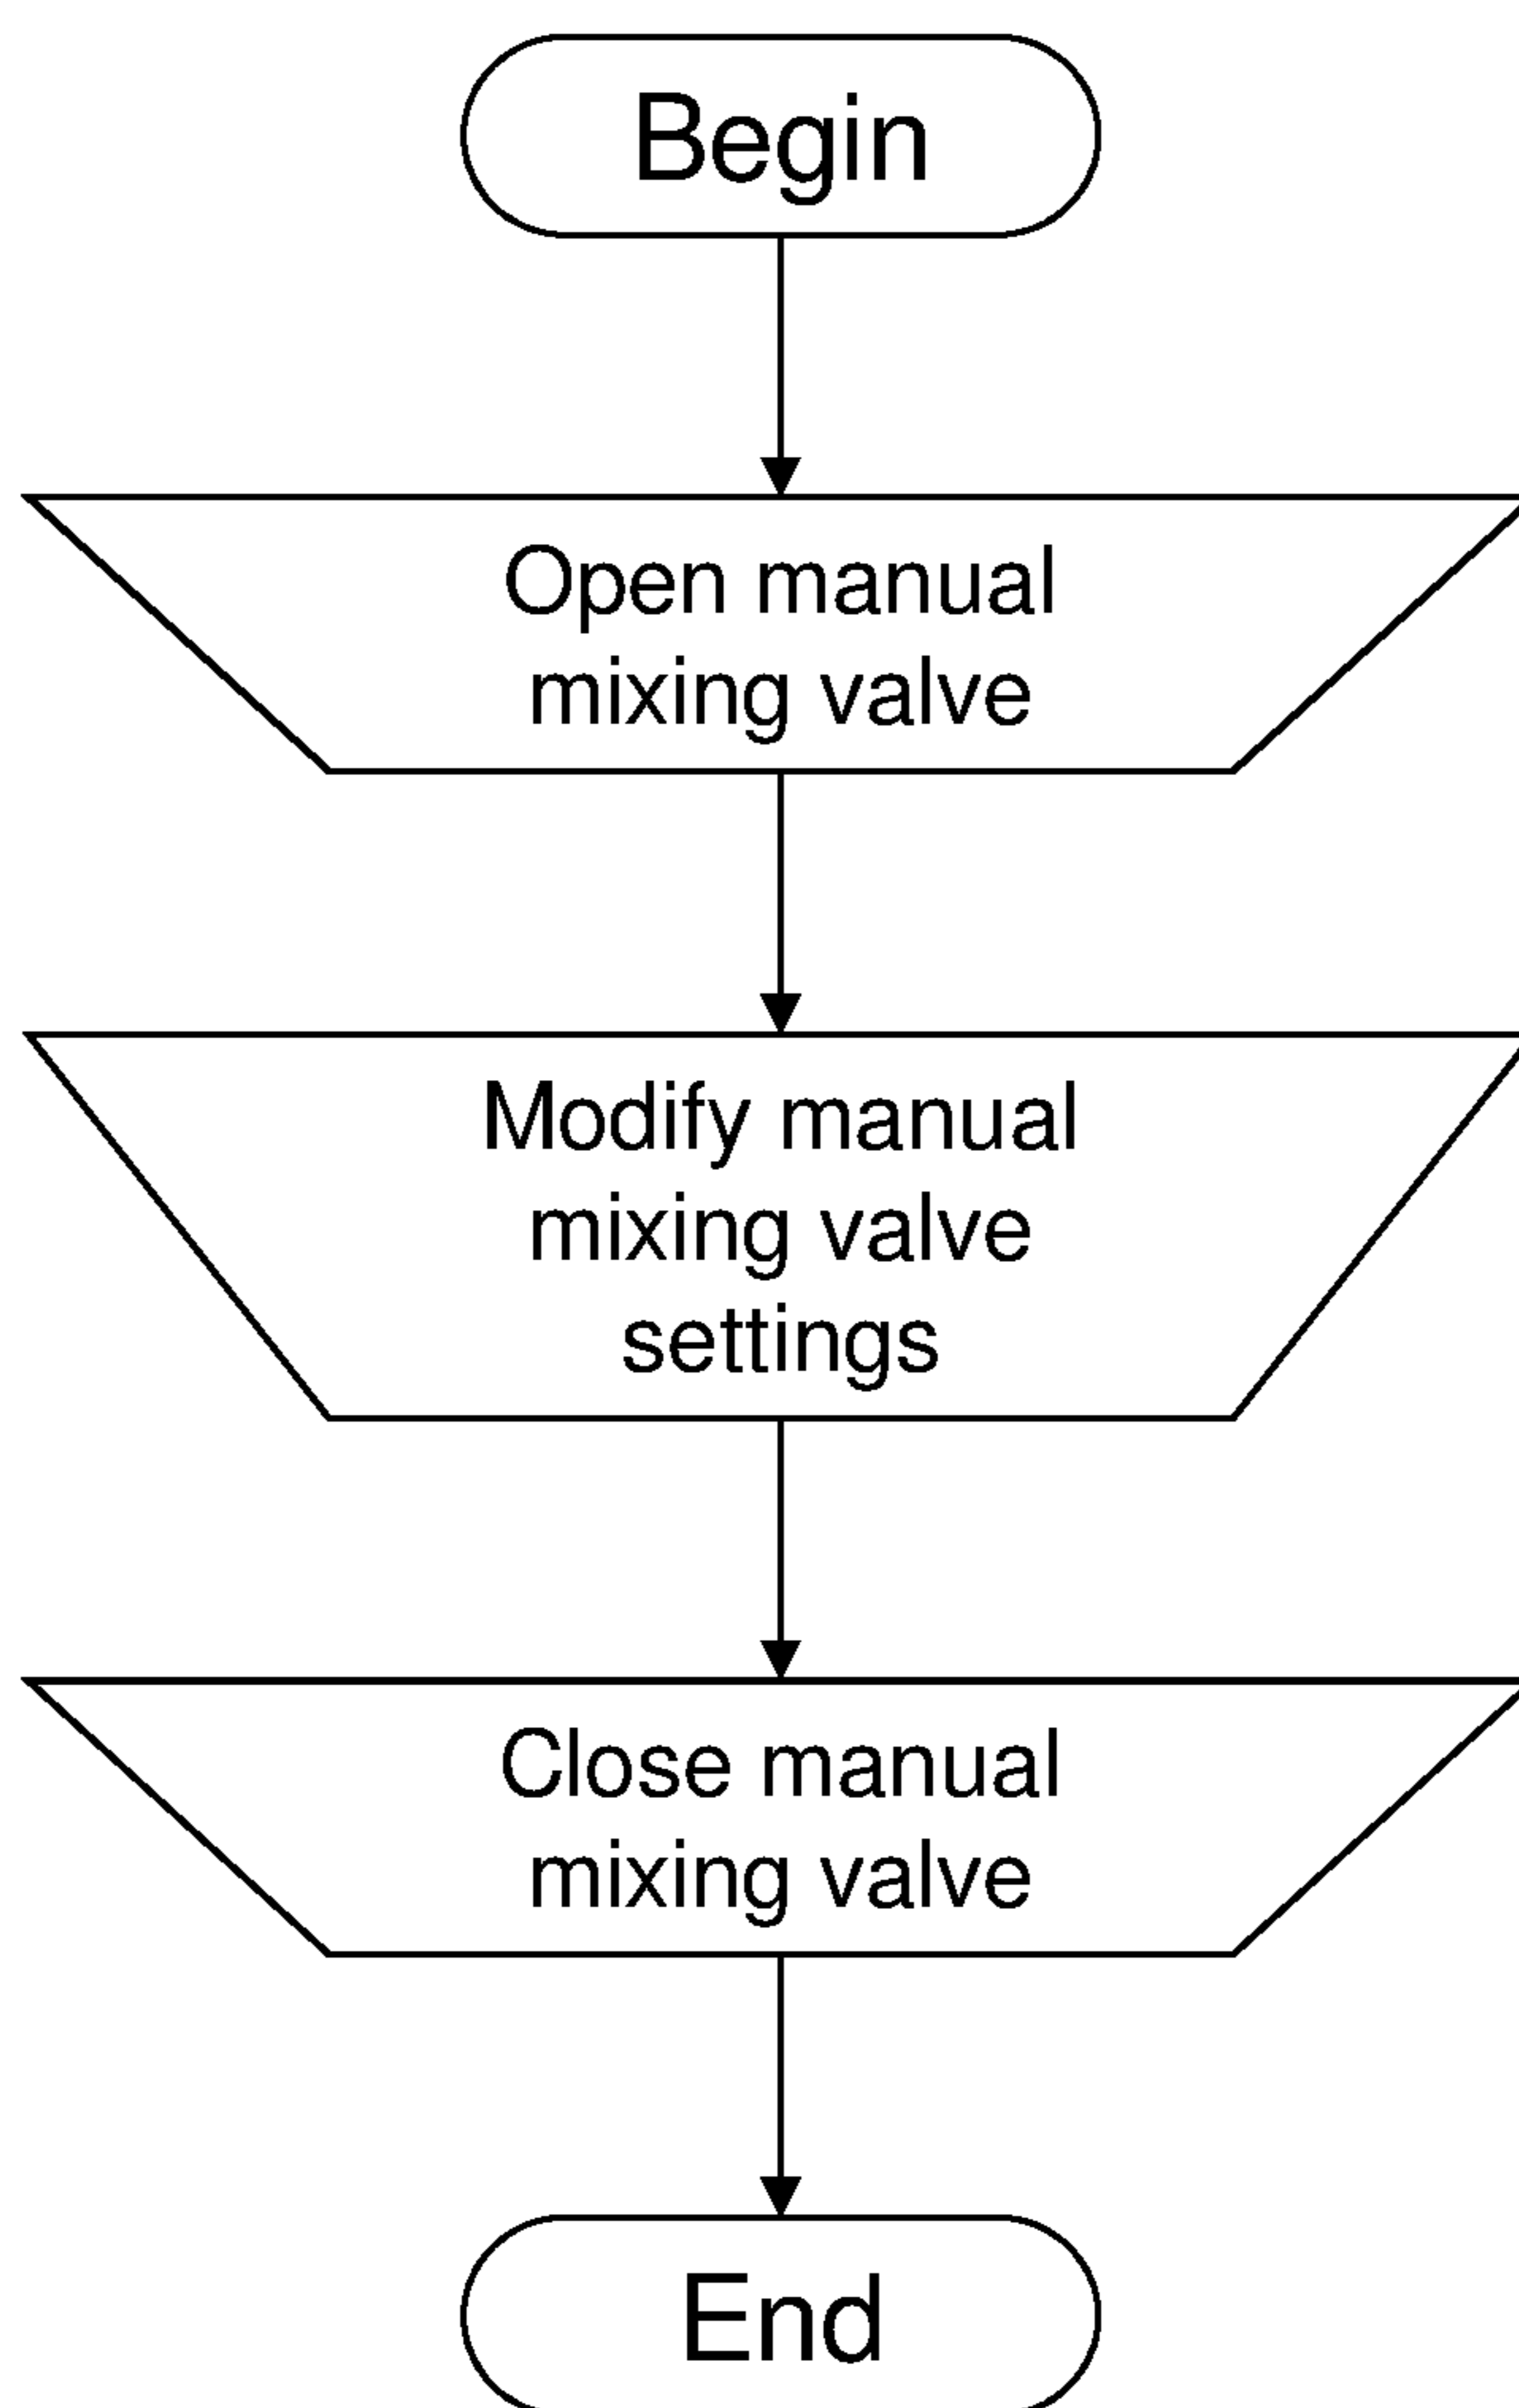 Begin
Open manual
mixing valve
Modify manual
mixing valve
settings
Close manual
mixing valve
End